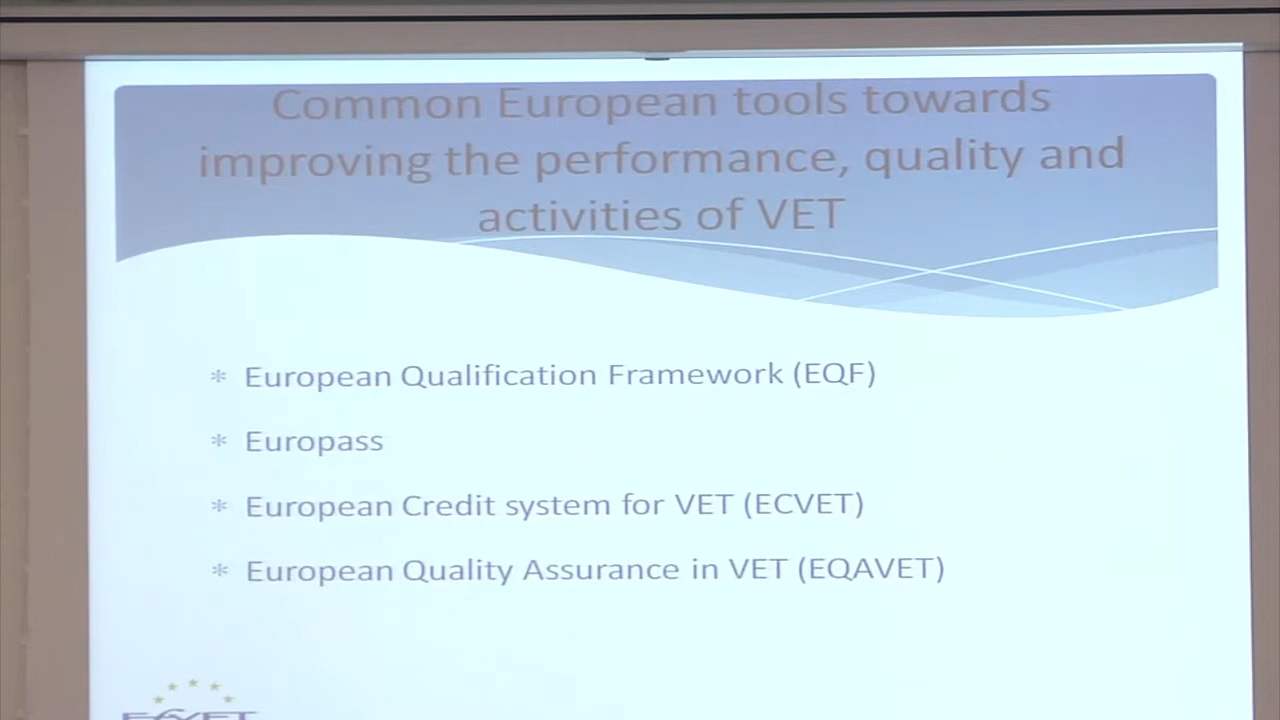 Common European tools towards
improving the performance, quality and
activities of VET
* European Qualification Framework (EQF)
* Europass
* European Credit system for VET (ECVET)
* European Quality Assurance in VET (EQAVET)